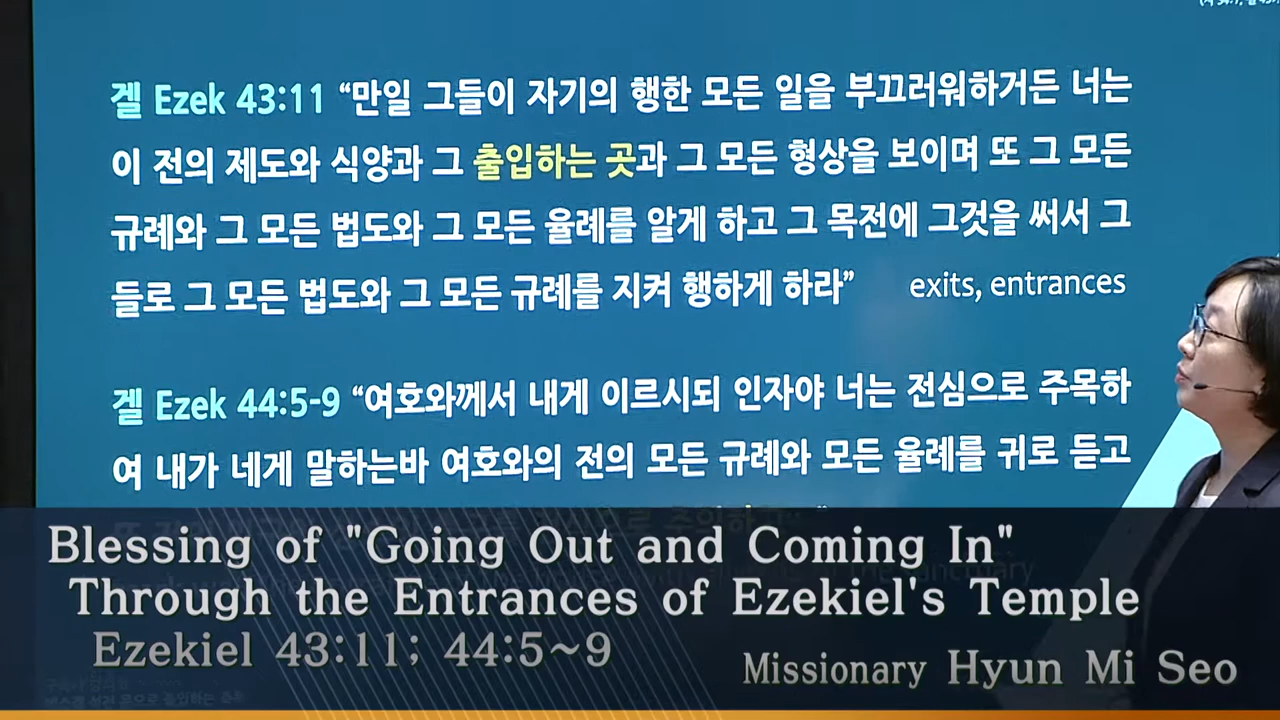 겔 Ezek 43:11 “만일 그들이 자기의 행한 모든 일을 부끄러워하거든 너는
이 전의 제도와 식양과 그 출입하는 곳과 그 모든 형상을 보이며 또 그 모든
규례와 그 모든 법도와 그 모든 율례를 알게 하고 그 목전에 그것을 써서 그
들로 그 모든 법도와 그 모든 규례를 지켜 행하게 하라” exits, entrances
겔 Ezek 44:5-9 “여호와께서 내게 이르시되 인자야 너는 전심으로 주목하
여 내가 네게 말하는바 여호와의 전의 모든 규례와 모든 율례를 귀로 듣고
Blessing of "Going Out and Coming In"
Through the Entrances of Ezekiel's Temple
Ezekiel 43:11; 44:5~9
Missionary Hyun Mi Seo